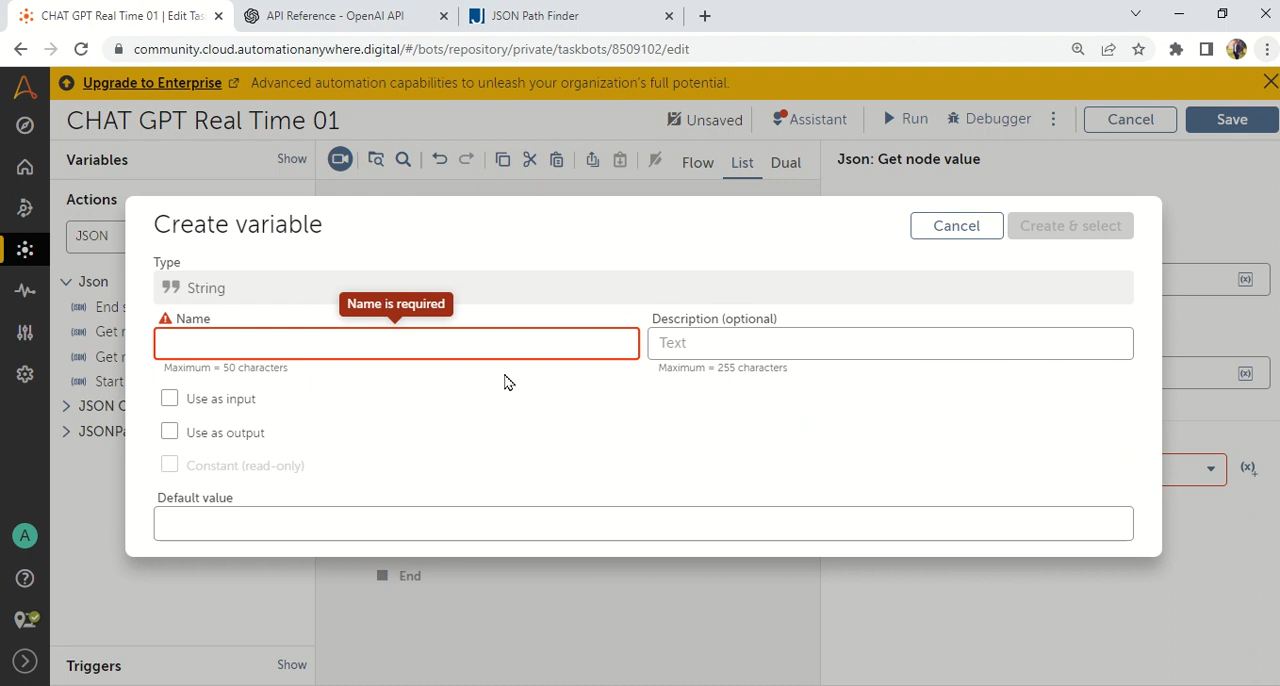 CHAT GPT Real Time 01 | Edit Tas
API Reference - OpenAI API
JSON Path Finder
community.cloud.automationanywhere.digital/#/bots/repository/private/taskbots/8509102/edit
Upgrade to Enterprise Advanced automation capabilities to unleash your organization's full potential.
CHAT GPT Real Time 01
Unsaved
Assistant
Run
Debugger
Cancel
Save
Variables
Show
Flow
List
Dual
Json: Get node value
Actions
JSON
Json
End s
Get r
Get r
Start
JSON O
JSONPa
Create variable
Cancel
Create & select
Type
String
Name is required
Name
Description (optional)
Text
Maximum = 50 characters
Maximum = 255 characters
Use as input
Use as output
Constant (read-only)
Default value
(x)
(x)
(x)+
End
A
Triggers
Show